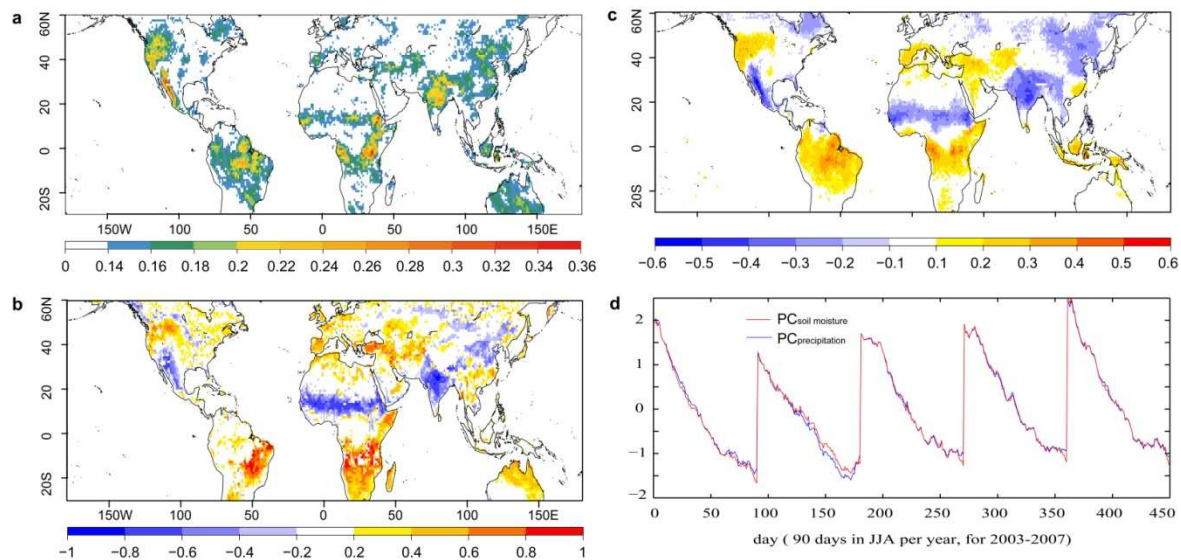 a
60N
40
20
0
20S
150W 100 50 0 50 100 150E
0 0.14 0.16 0.18 0.2 0.22 0.24 0.26 0.28 0.3 0.32 0.34 0.36
b
60N
40
20
0
20S
150W 100 50 0 50 100 150E
−1 −0.8 −0.6 −0.4 −0.2 0.2 0.4 0.6 0.8 1
c
60N
40
20
0
20S
−0.6 −0.5 −0.4 −0.3 −0.2 −0.1 0.1 0.2 0.3 0.4 0.5 0.6
d
PCsoil moisture
PCprecipitation
2
1
0
−1
−2
0 50 100 150 200 250 300 350 400 450
day ( 90 days in JJA per year, for 2003-2007)